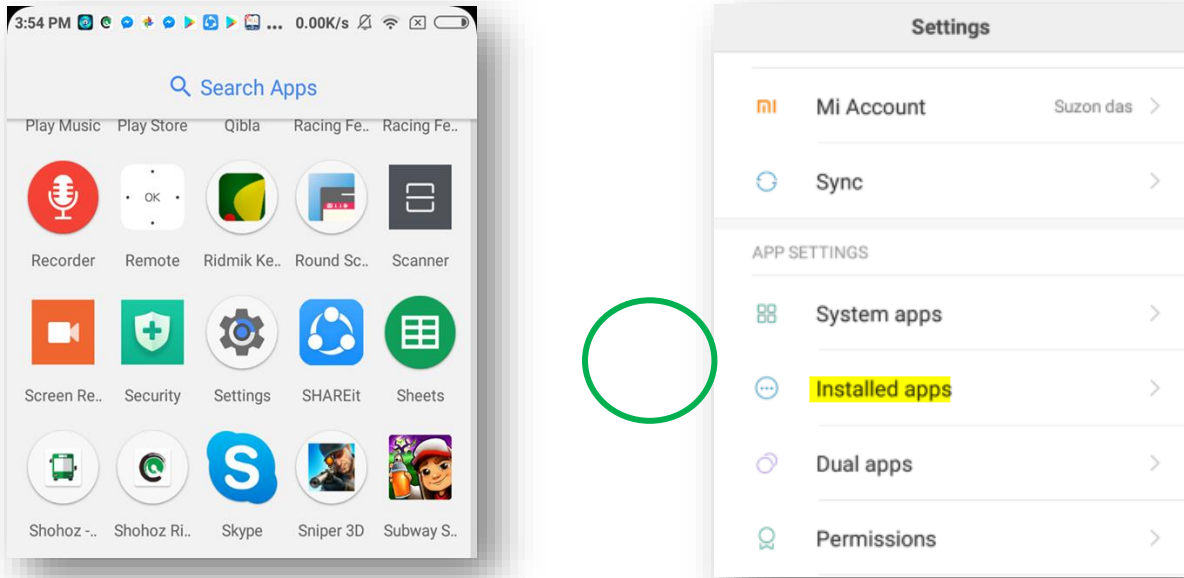 3:54 PM ... 0.00K/s
Search Apps
Play Music Play Store Qibla Racing Fe.. Racing Fe..
OK
Recorder Remote Ridmik Ke.. Round Sc.. Scanner
Screen Re.. Security Settings SHAREit Sheets
S
Shohoz -.. Shohoz Ri.. Skype Sniper 3D Subway S..
Settings
Mi Account Suzon das
Sync
APP SETTINGS
System apps
Installed apps
Dual apps
Permissions